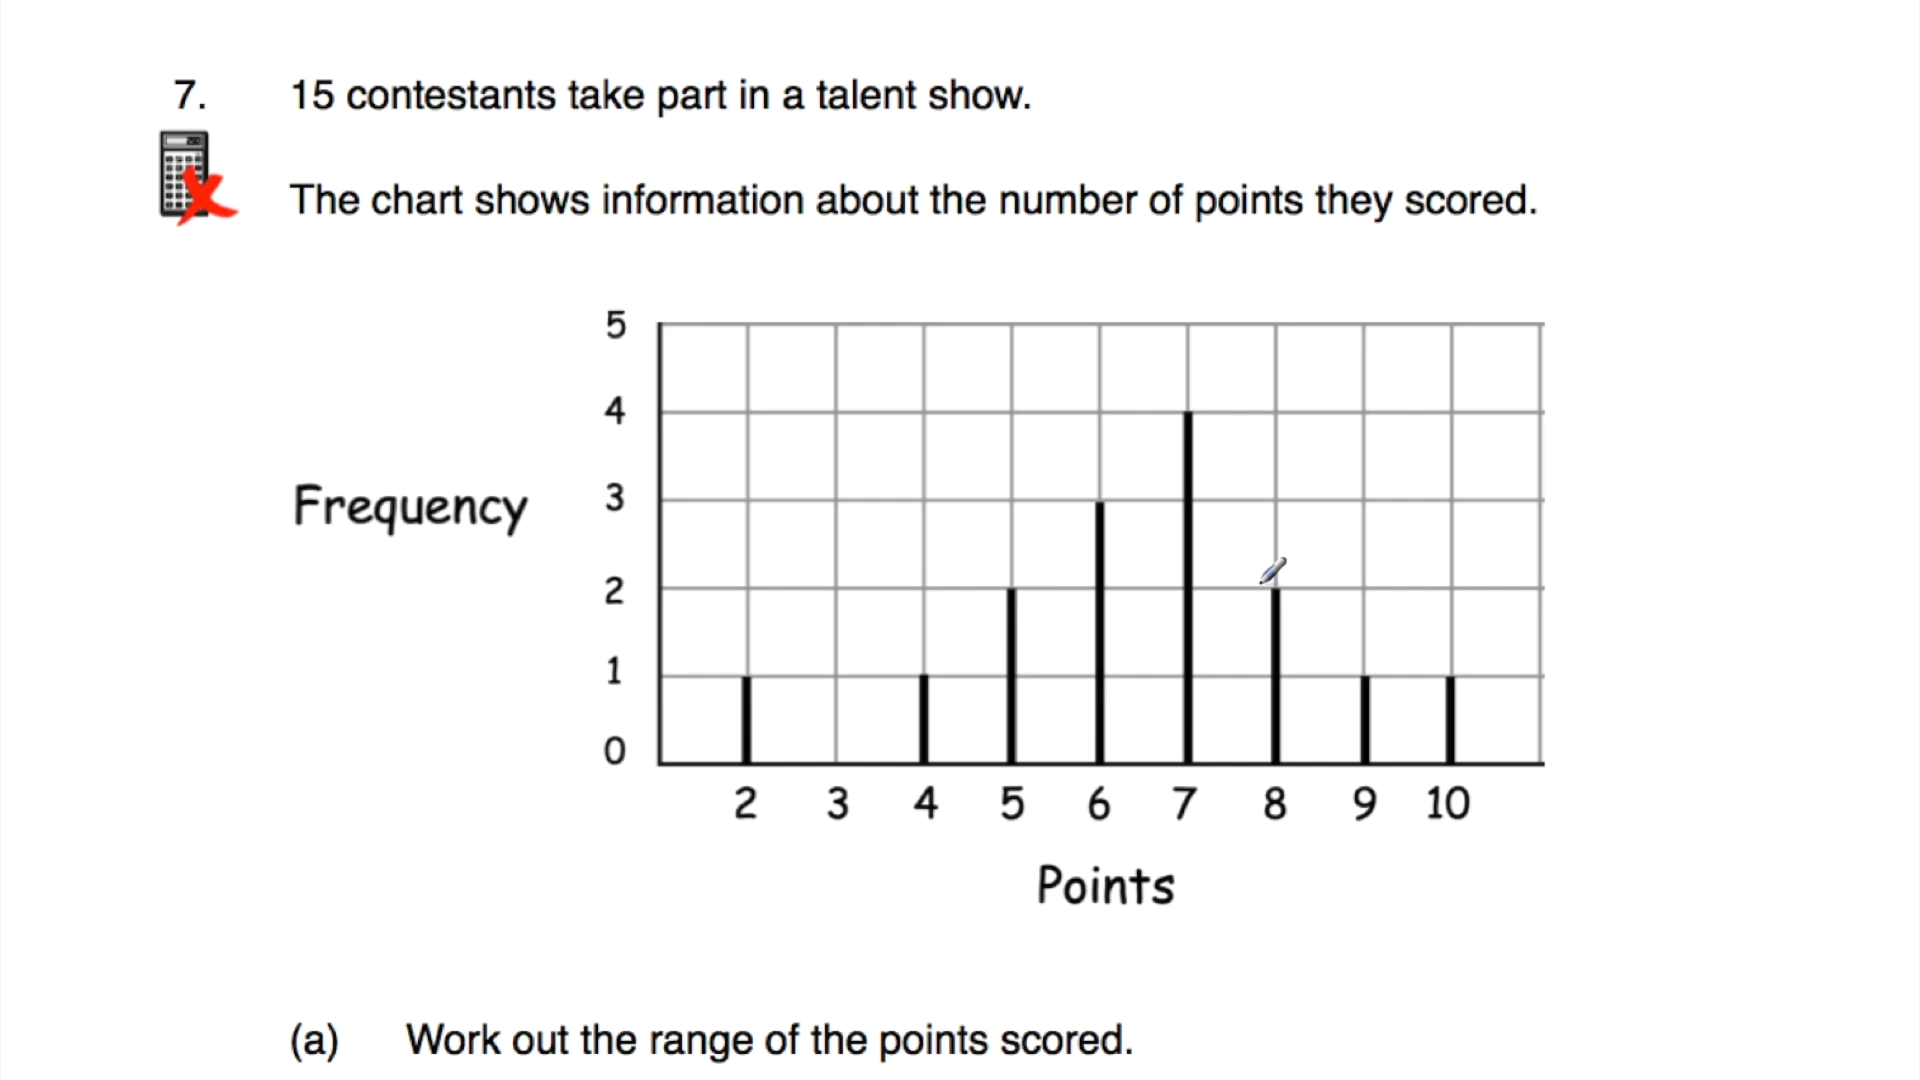 7. 15 contestants take part in a talent show.
The chart shows information about the number of points they scored.
5
4
Frequency 3
2
1
0
2 3 4 5 6 7 8 9 10
Points
(a) Work out the range of the points scored.